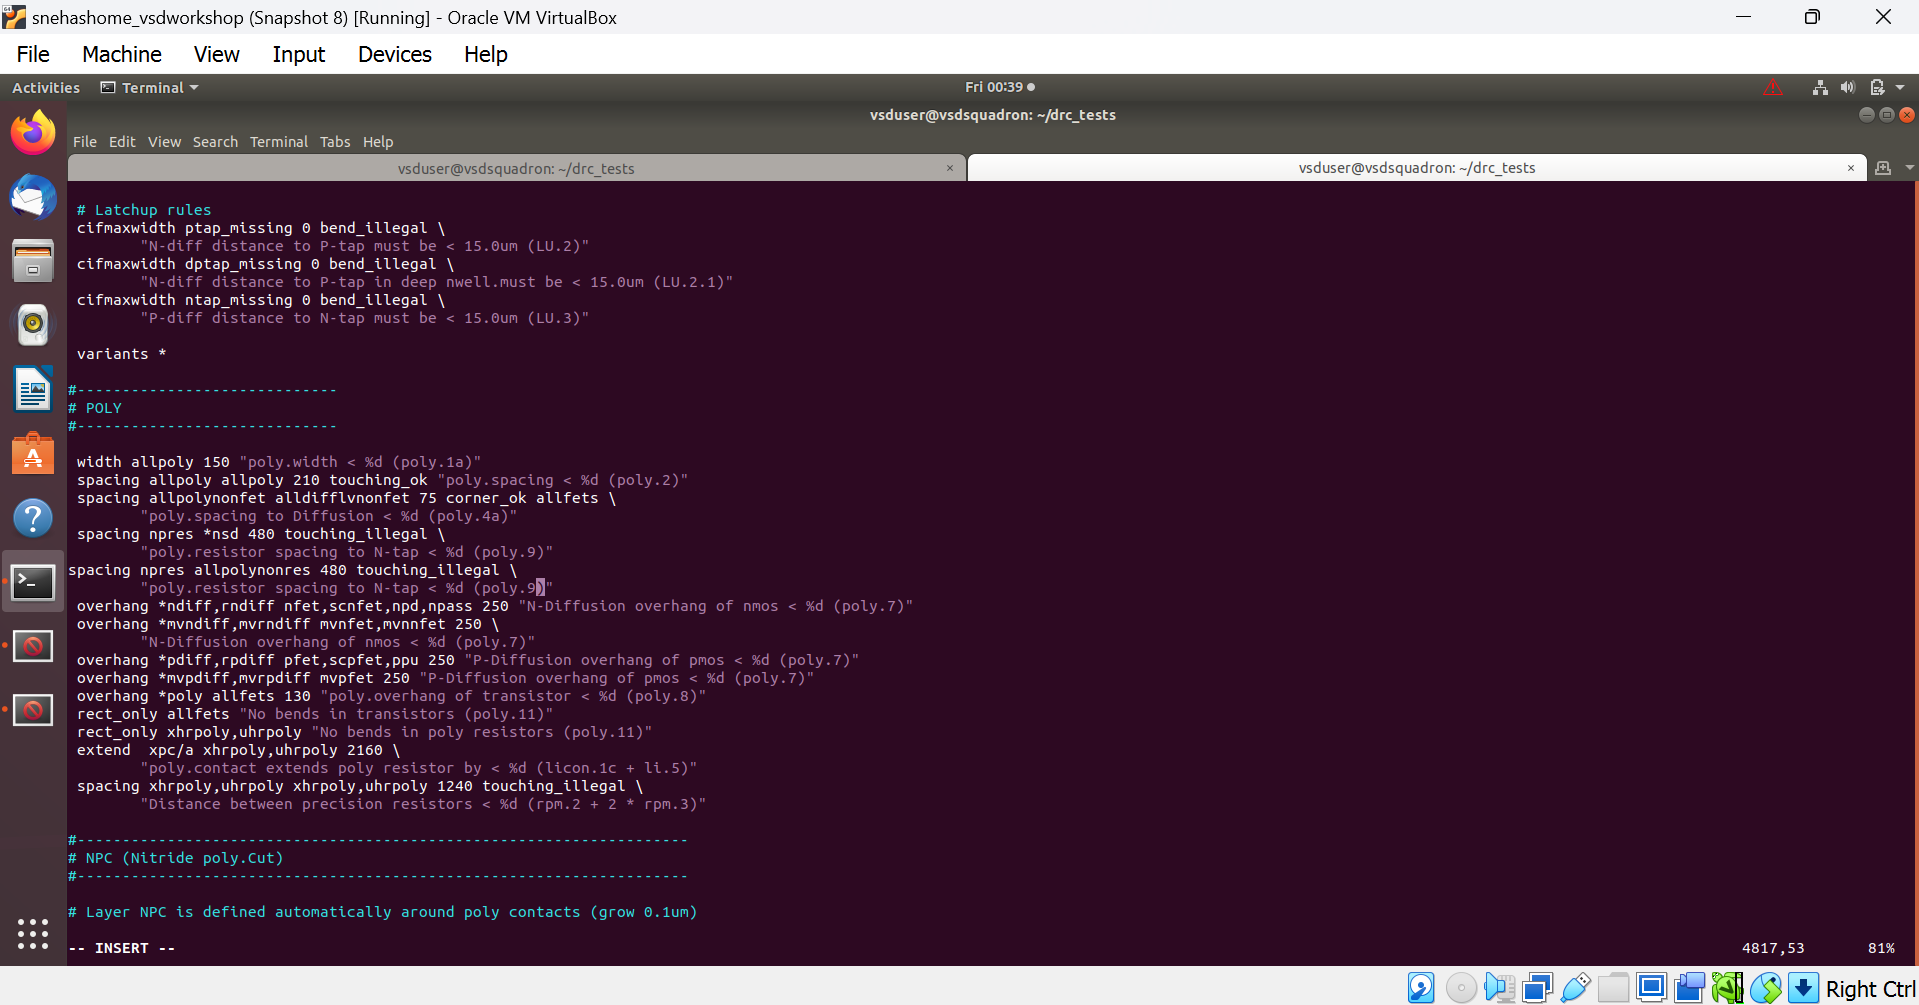 snehashome_vsdworkshop (Snapshot 8) [Running] - Oracle VM VirtualBox
File Machine View Input Devices Help
Activities Terminal Fri 00:39
vsduser@vsdsquadron: ~/drc_tests
File Edit View Search Terminal Tabs Help
vsduser@vsdsquadron: ~/drc_tests × vsduser@vsdsquadron: ~/drc_tests ×
# Latchup rules
cifmaxwidth ptap_missing 0 bend_illegal \
"N-diff distance to P-tap must be < 15.0um (LU.2)"
cifmaxwidth dptap_missing 0 bend_illegal \
"N-diff distance to P-tap in deep nwell.must be < 15.0um (LU.2.1)"
cifmaxwidth ntap_missing 0 bend_illegal \
"P-diff distance to N-tap must be < 15.0um (LU.3)"
variants *
#-----------------------------
# POLY
#-----------------------------
width allpoly 150 "poly.width < %d (poly.1a)"
spacing allpoly allpoly 210 touching_ok "poly.spacing < %d (poly.2)"
spacing allpolynonfet alldifflvnonfet 75 corner_ok allfets \
"poly.spacing to Diffusion < %d (poly.4a)"
spacing npres *nsd 480 touching_illegal \
"poly.resistor spacing to N-tap < %d (poly.9)"
spacing npres allpolynonres 480 touching_illegal \
"poly.resistor spacing to N-tap < %d (poly.9)"
overhang *ndiff,rndiff nfet,scnfet,npd,npass 250 "N-Diffusion overhang of nmos < %d (poly.7)"
overhang *mvndiff,mvrndiff mvnfet,mvnnfet 250 \
"N-Diffusion overhang of nmos < %d (poly.7)"
overhang *pdiff,rpdiff pfet,scpfet,ppu 250 "P-Diffusion overhang of pmos < %d (poly.7)"
overhang *mvpdiff,mvrpdiff mvpfet 250 "P-Diffusion overhang of pmos < %d (poly.7)"
overhang *poly allfets 130 "poly.overhang of transistor < %d (poly.8)"
rect_only allfets "No bends in transistors (poly.11)"
rect_only xhrpoly,uhrpoly "No bends in poly resistors (poly.11)"
extend  xpc/a xhrpoly,uhrpoly 2160 \
"poly.contact extends poly resistor by < %d (licon.1c + li.5)"
spacing xhrpoly,uhrpoly xhrpoly,uhrpoly 1240 touching_illegal \
"Distance between precision resistors < %d (rpm.2 + 2 * rpm.3)"
#--------------------------------------------------------------------
# NPC (Nitride poly.Cut)
#--------------------------------------------------------------------
# Layer NPC is defined automatically around poly contacts (grow 0.1um)
-- INSERT -- 4817,53 81%
Right Ctrl